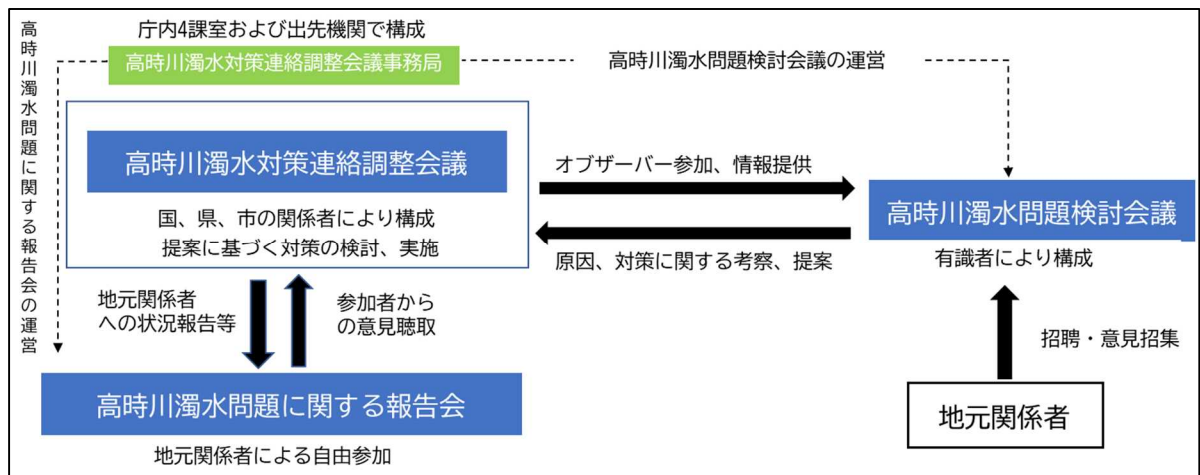 庁内4課室および出先機関で構成
高時川濁水対策連絡調整会議事務局
高時川濁水問題検討会議の運営
高時川濁水問題に関する報告会の運営
高時川濁水対策連絡調整会議
国、県、市の関係者により構成
提案に基づく対策の検討、実施
オブザーバー参加、情報提供
原因、対策に関する考察、提案
高時川濁水問題検討会議
有識者により構成
地元関係者
への状況報告等
参加者から
の意見聴取
招聘・意見招集
高時川濁水問題に関する報告会
地元関係者による自由参加
地元関係者